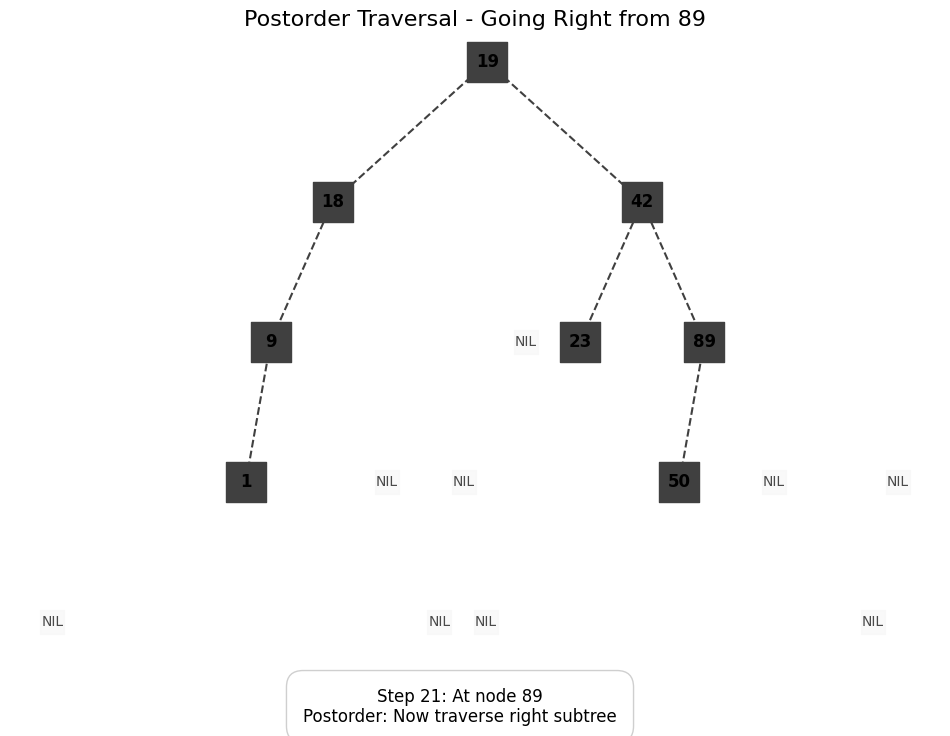 Postorder Traversal - Going Right from 89
19
18
42
9
NIL
23
89
1
NIL
NIL
50
NIL
NIL
NIL
NIL
NIL
NIL
Step 21: At node 89
Postorder: Now traverse right subtree